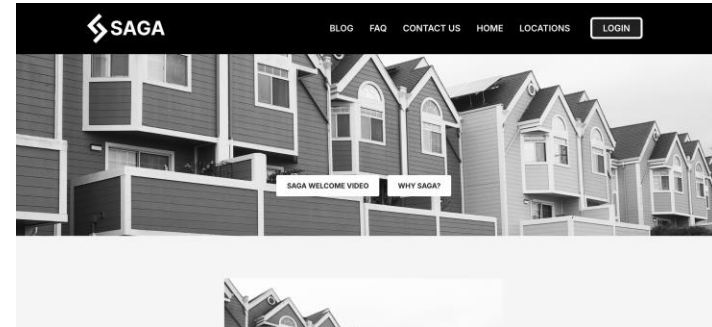 SAGA
BLOG FAQ CONTACT US HOME LOCATIONS LOGIN
SAGA WELCOME VIDEO WHY SAGA?